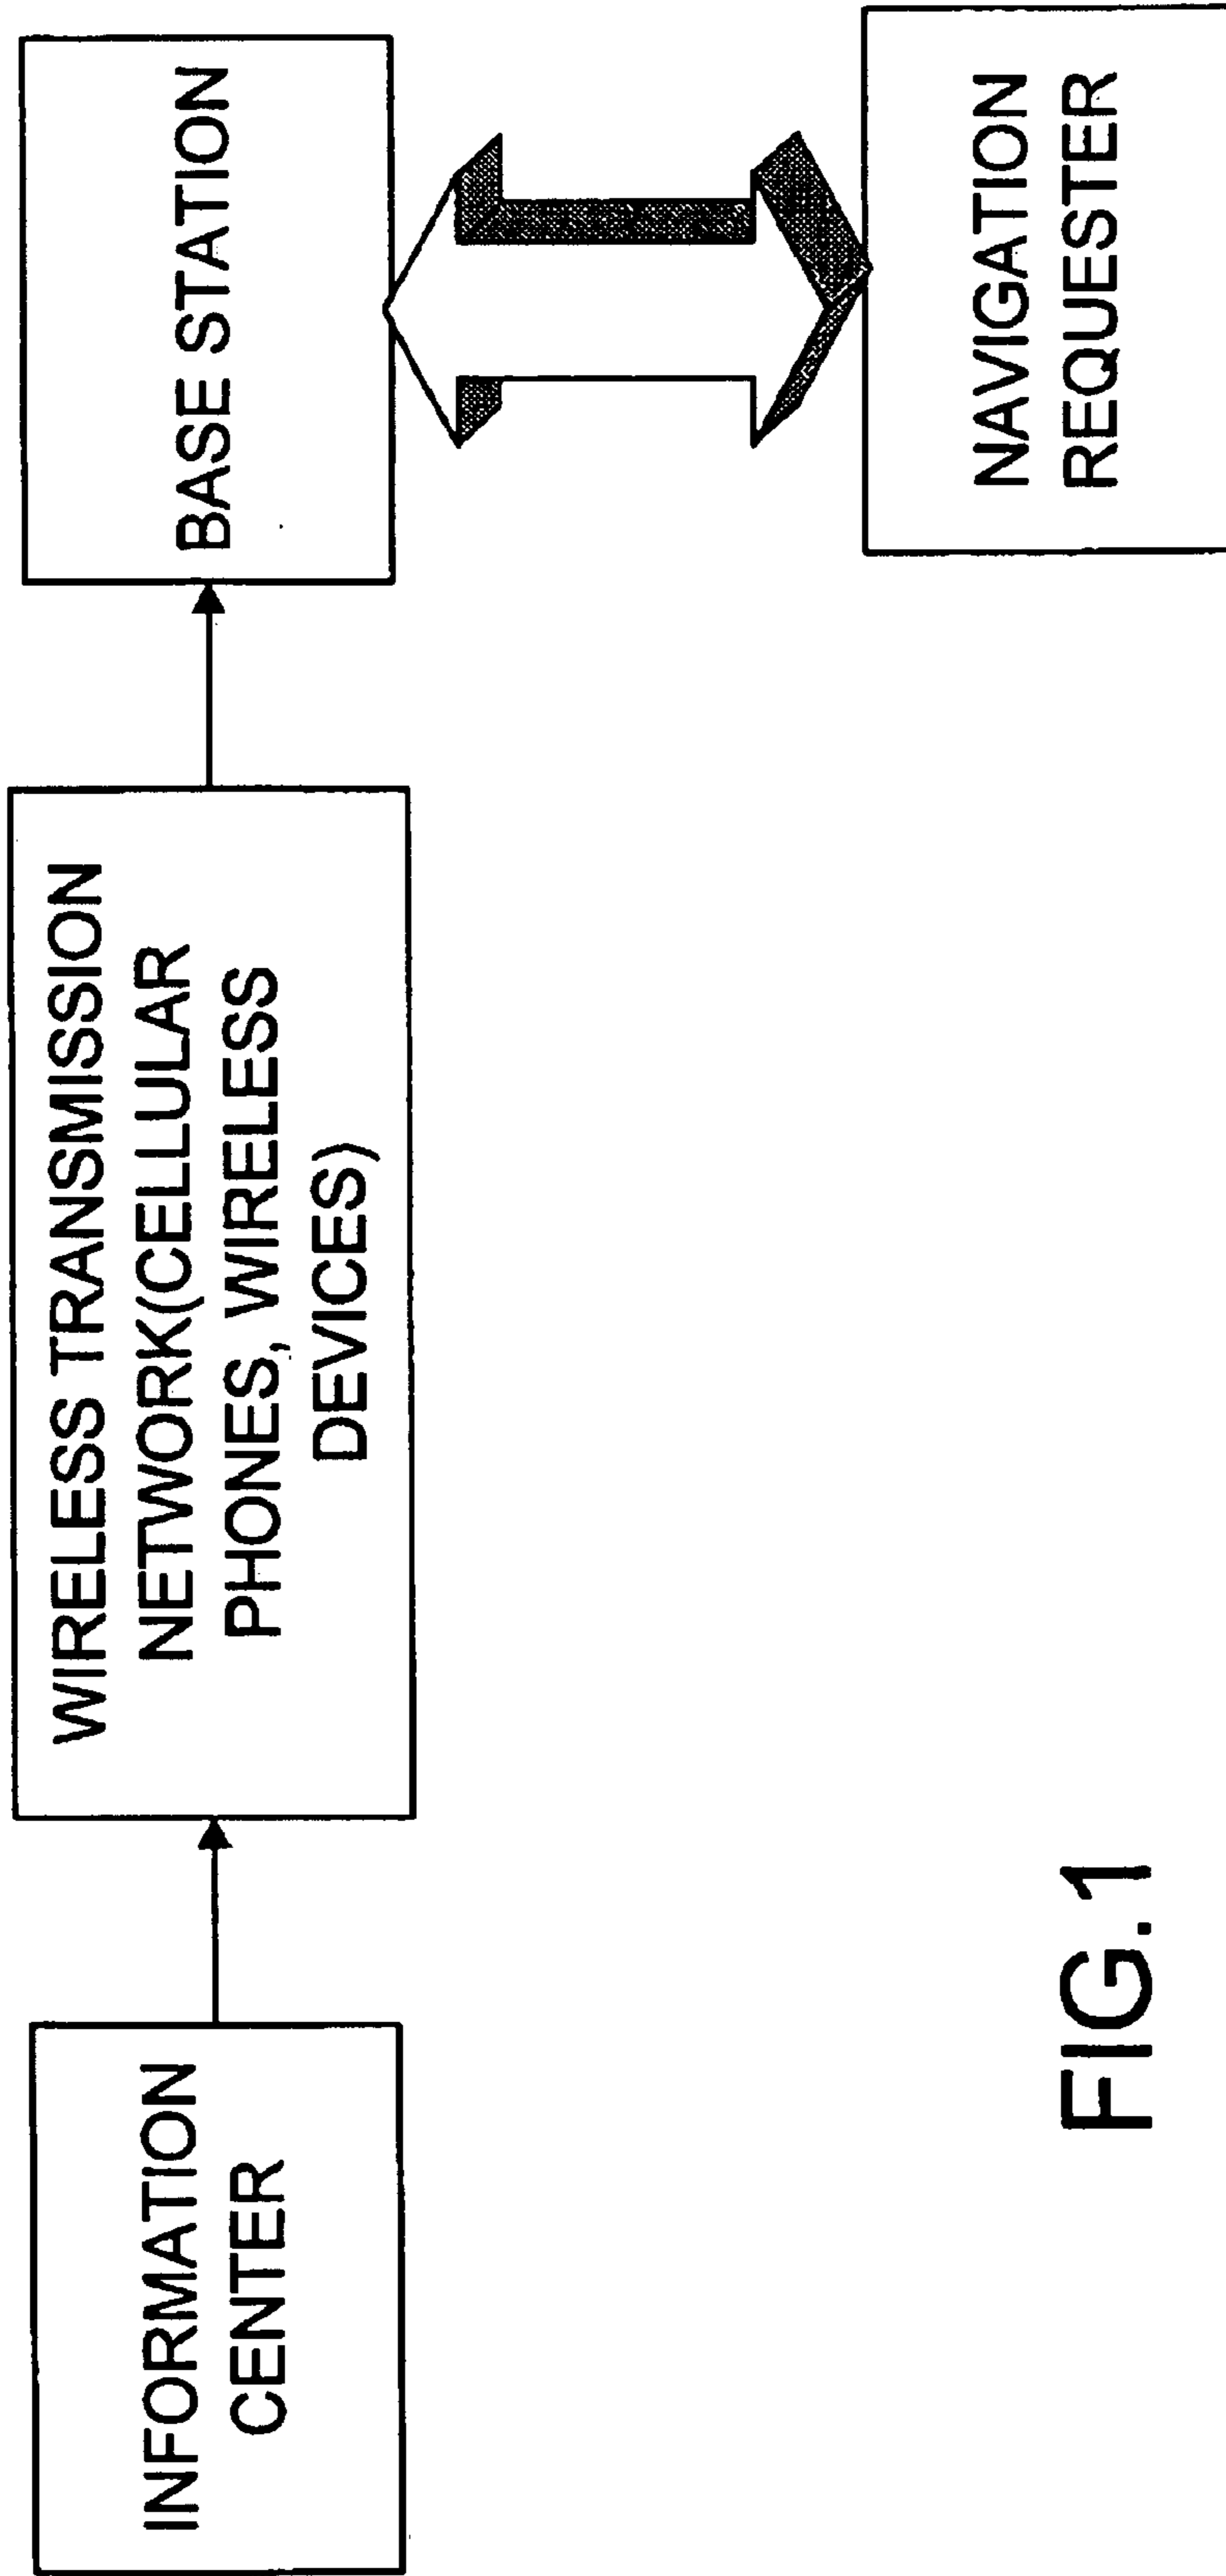 INFORMATION
CENTER
WIRELESS TRANSMISSION
NETWORK(CELLULAR
PHONES, WIRELESS
DEVICES)
BASE STATION
NAVIGATION
REQUESTER
FIG.1